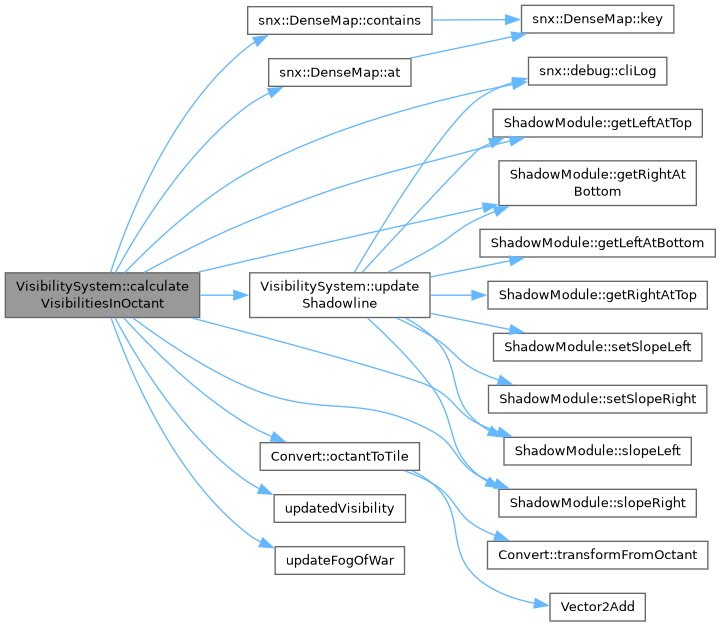 VisibilitySystem::calculate
VisibilitiesInOctant
snx::DenseMap::contains
snx::DenseMap::at
VisibilitySystem::update
Shadowline
Convert::octantToTile
updatedVisibility
updateFogOfWar
snx::DenseMap::key
snx::debug::cliLog
ShadowModule::getLeftAtTop
ShadowModule::getRightAt
Bottom
ShadowModule::getLeftAtBottom
ShadowModule::getRightAtTop
ShadowModule::setSlopeLeft
ShadowModule::setSlopeRight
ShadowModule::slopeLeft
ShadowModule::slopeRight
Convert::transformFromOctant
Vector2Add